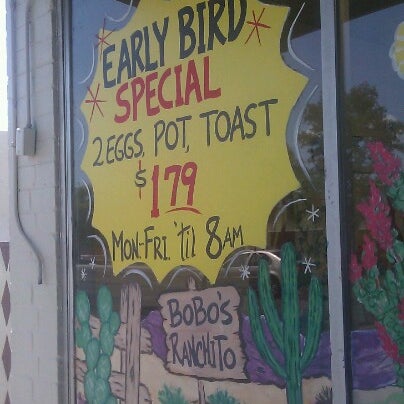 EARLY BIRD
SPECIAL
2 EGGS, POT, TOAST
$1.79
MON-FRI. 'til 8AM
BOBO'S
RANCHITO